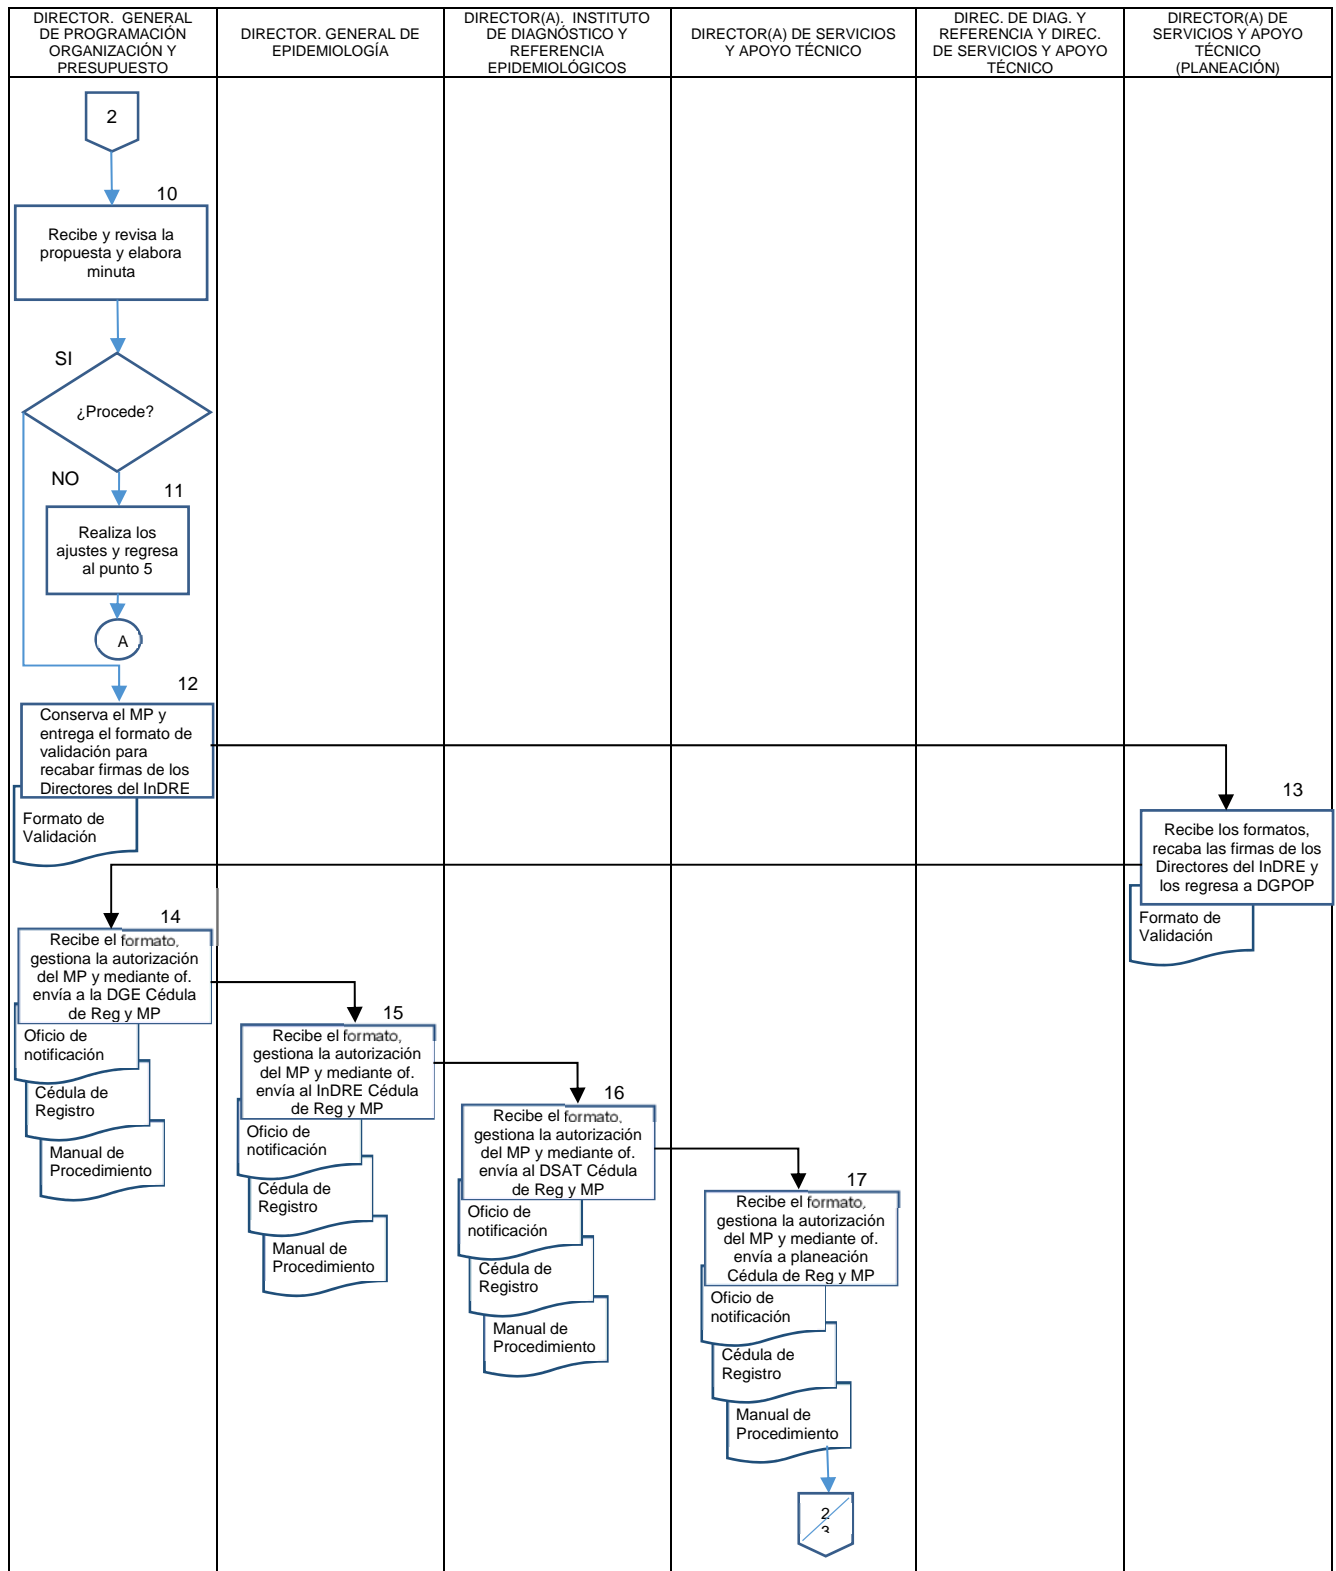 DIRECTOR.  GENERAL
DE PROGRAMACIÓN
ORGANIZACIÓN Y
PRESUPUESTO
DIRECTOR. GENERAL DE
EPIDEMIOLOGÍA
DIRECTOR(A).  INSTITUTO
DE DIAGNÓSTICO Y
REFERENCIA
EPIDEMIOLÓGICOS
DIRECTOR(A) DE SERVICIOS
Y APOYO TÉCNICO
DIREC. DE DIAG. Y
REFERENCIA Y DIREC.
DE SERVICIOS Y APOYO
TÉCNICO
DIRECTOR(A) DE
SERVICIOS Y APOYO
TÉCNICO
(PLANEACIÓN)
2
10
Recibe y revisa la
propuesta y elabora
minuta
SI
¿Procede?
NO
11
Realiza los
ajustes y regresa
al punto 5
A
12
Conserva el MP y
entrega el formato de
validación para
recabar firmas de los
Directores del InDRE
Formato de
Validación
13
Recibe los formatos,
recaba las firmas de los
Directores del InDRE y
los regresa a DGPOP
Formato de
Validación
14
Recibe el formato,
gestiona la autorización
del MP y mediante of.
envía a la DGE Cédula
de Reg y MP
Oficio de
notificación
Cédula de
Registro
Manual de
Procedimiento
15
Recibe el formato,
gestiona la autorización
del MP y mediante of.
envía al InDRE Cédula
de Reg y MP
Oficio de
notificación
Cédula de
Registro
Manual de
Procedimiento
16
Recibe el formato,
gestiona la autorización
del MP y mediante of.
envía al DSAT Cédula
de Reg y MP
Oficio de
notificación
Cédula de
Registro
Manual de
Procedimiento
17
Recibe el formato,
gestiona la autorización
del MP y mediante of.
envía a planeación
Cédula de Reg y MP
Oficio de
notificación
Cédula de
Registro
Manual de
Procedimiento
2
3